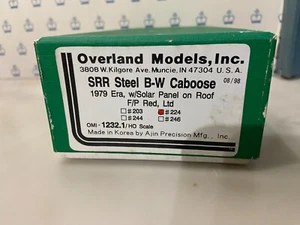 Overland Models, Inc.
3808 W. Kilgore Ave. Muncie, IN 47304 U. S. A.
SRR Steel B-W Caboose 08/98
1979 Era, w/Solar Panel on Roof
F/P Red, Ltd
#203 #224
#244 #246
OMI - 1232.1/HO Scale
Made in Korea by Ajin Precision Mfg., Inc.